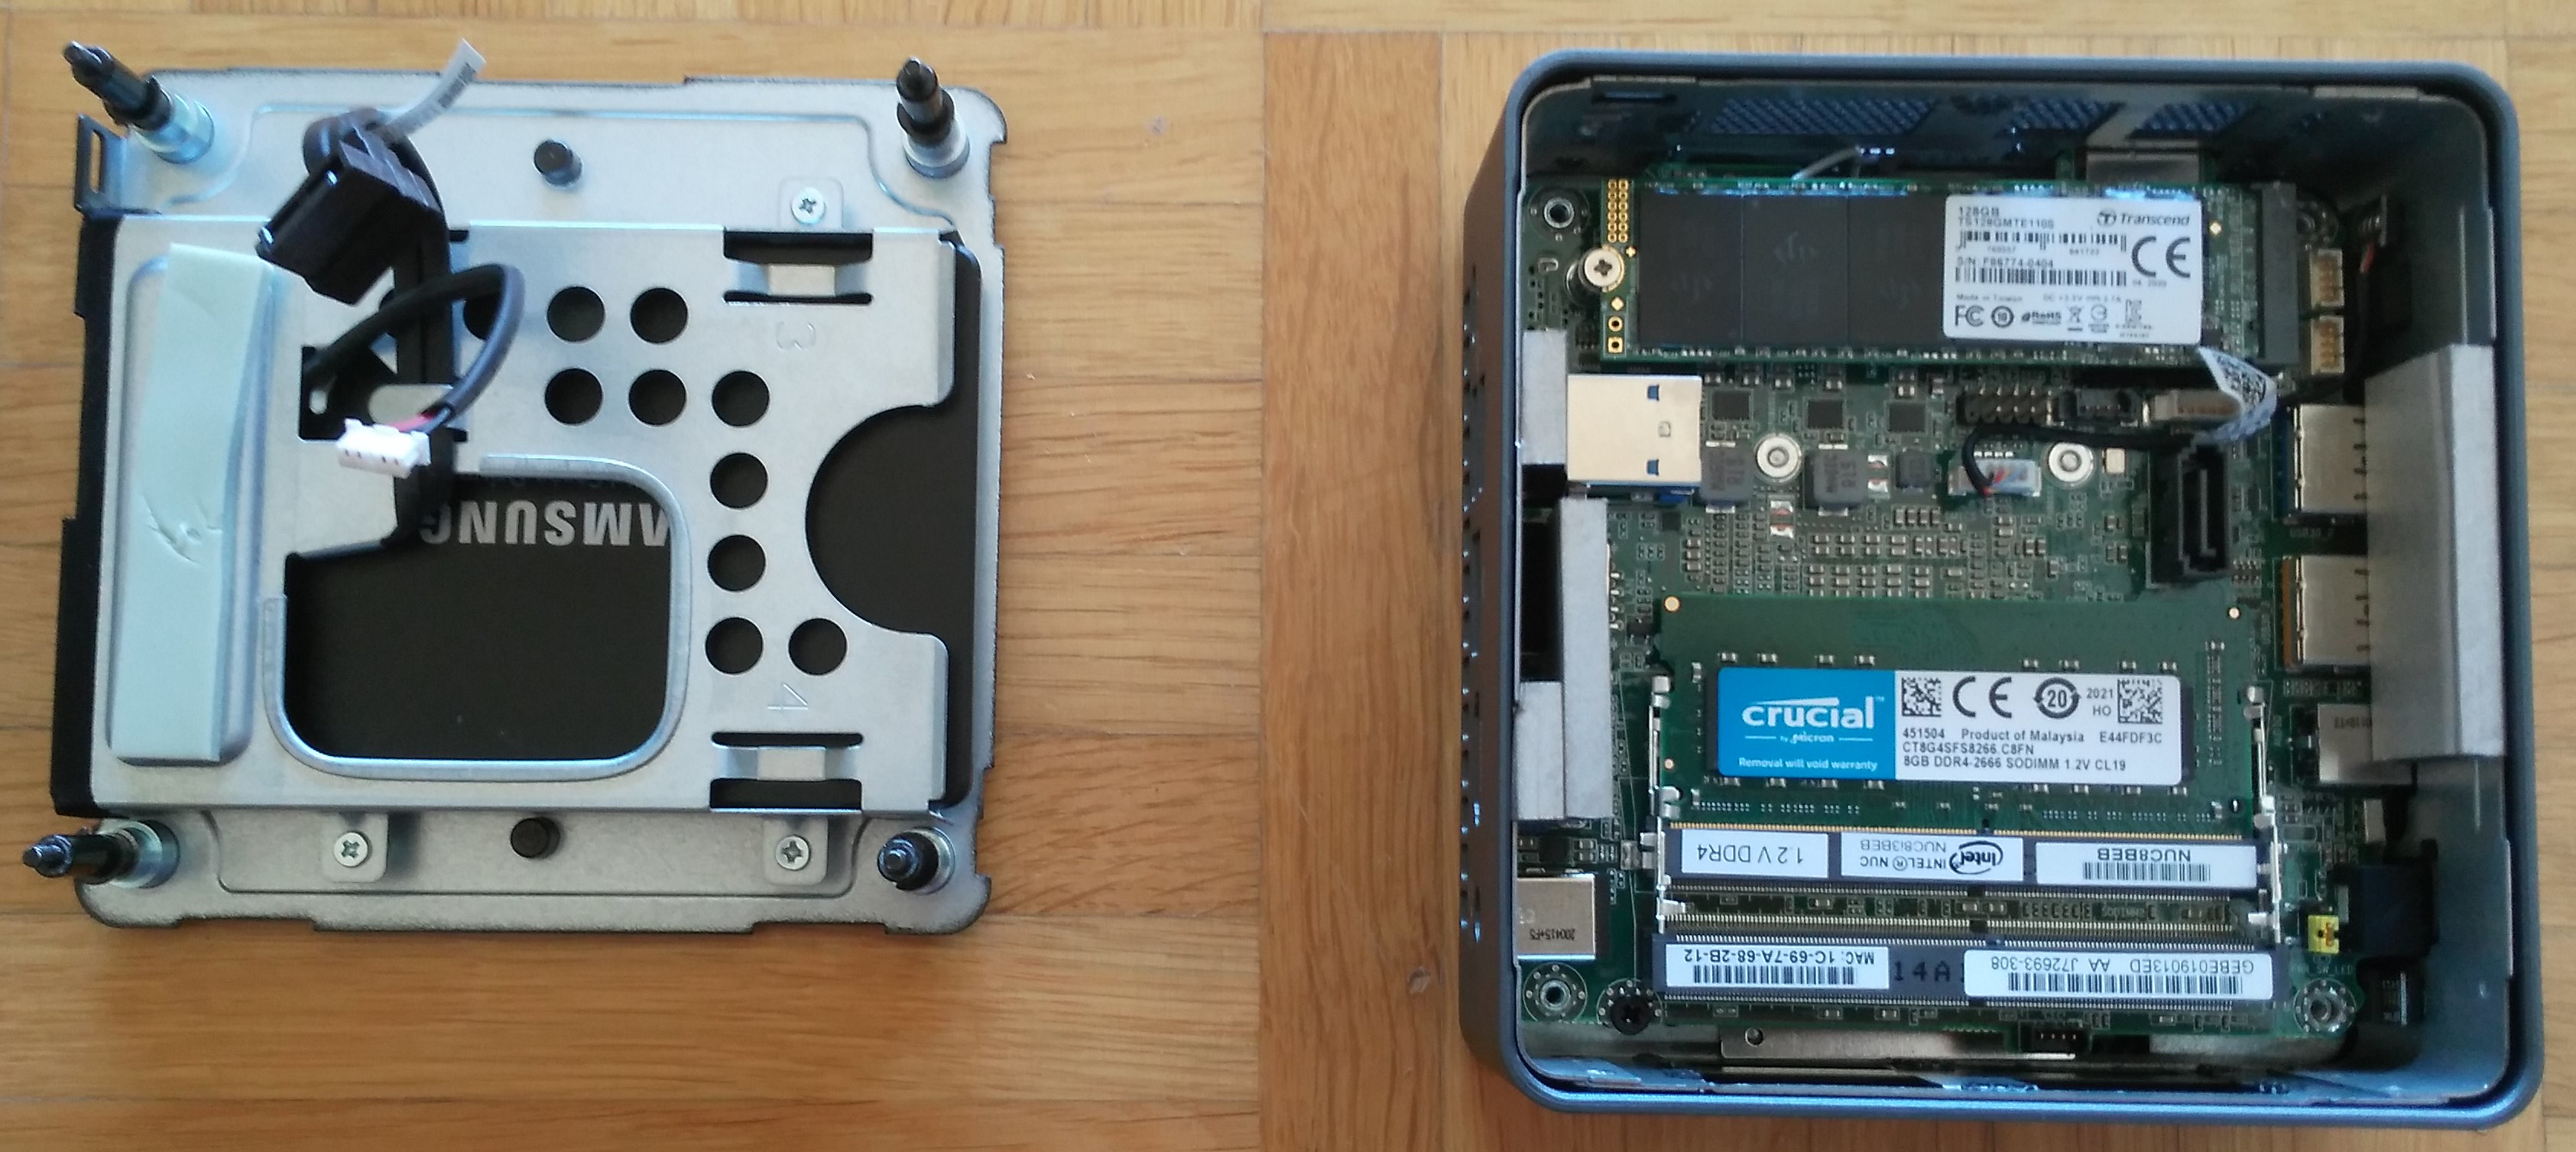 SAMSUNG
3
4
128GB
Transcend
TS128GMTE110S
S/N: F86774-0404
Made in Taiwan
CE
FC
RoHS
crucial
by Micron
Removal will void warranty
CE
20
2021
HO
451504 Product of Malaysia E44FDF3C
CT8G4SFS8266.C8FN
8GB DDR4-2666 SODIMM 1.2V CL19
NUC8BEB
intel
INTEL® NUC
NUC8i3BEB
1.2 V DDR4
200415+FS
MAC: 1C-69-7A-68-2B-12
14A
GEBE019013ED AA J72693-308